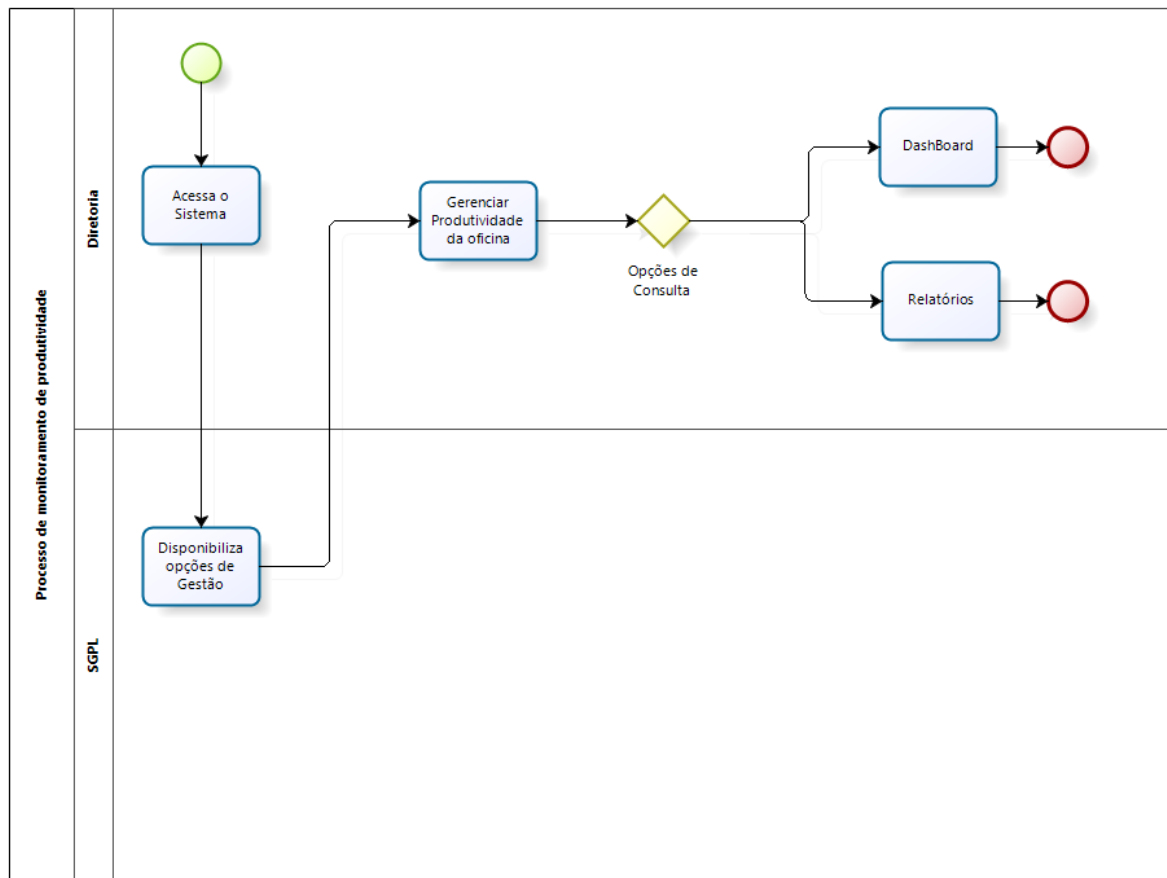 Processo de monitoramento de produtividade
Diretoria
Acessa o
Sistema
Gerenciar
Produtividade
da oficina
Opções de
Consulta
DashBoard
Relatórios
SGPL
Disponibiliza
opções de
Gestão